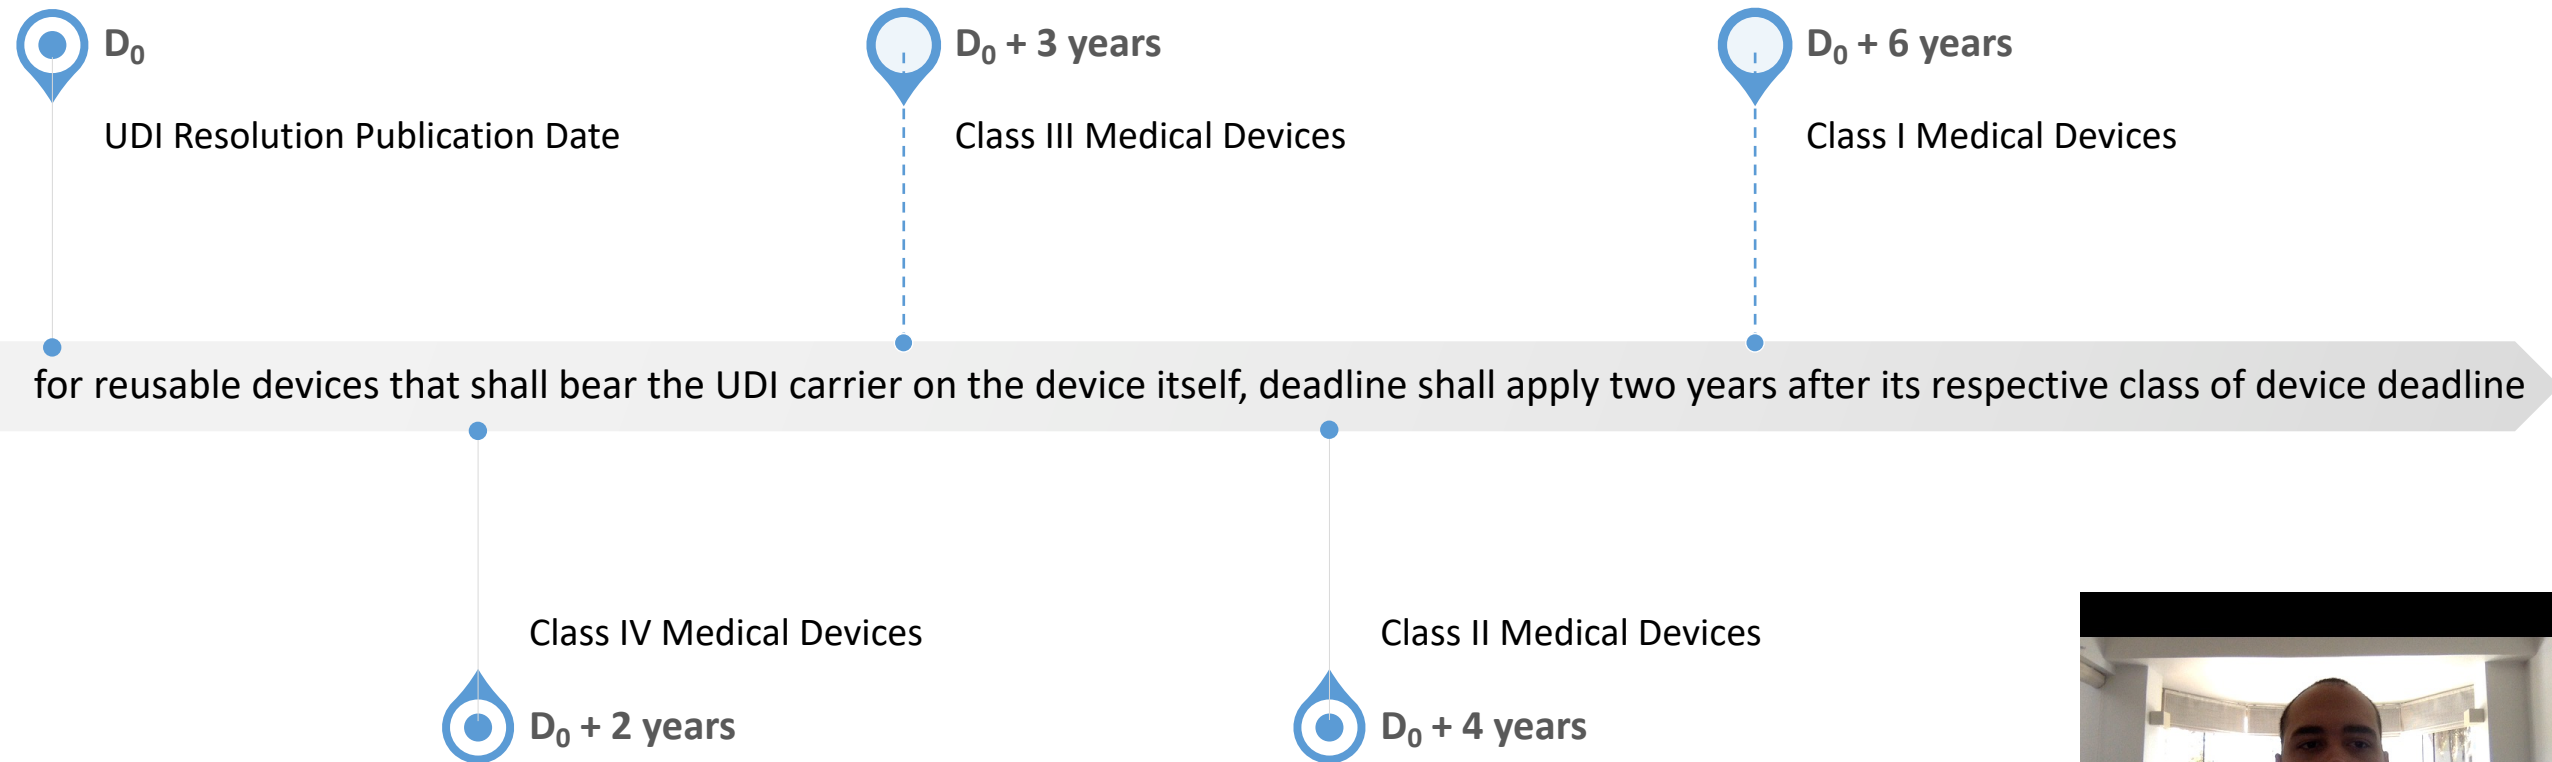 D₀
UDI Resolution Publication Date
D₀ + 3 years
Class III Medical Devices
D₀ + 6 years
Class I Medical Devices
for reusable devices that shall bear the UDI carrier on the device itself, deadline shall apply two years after its respective class of device deadline
Class IV Medical Devices
D₀ + 2 years
Class II Medical Devices
D₀ + 4 years